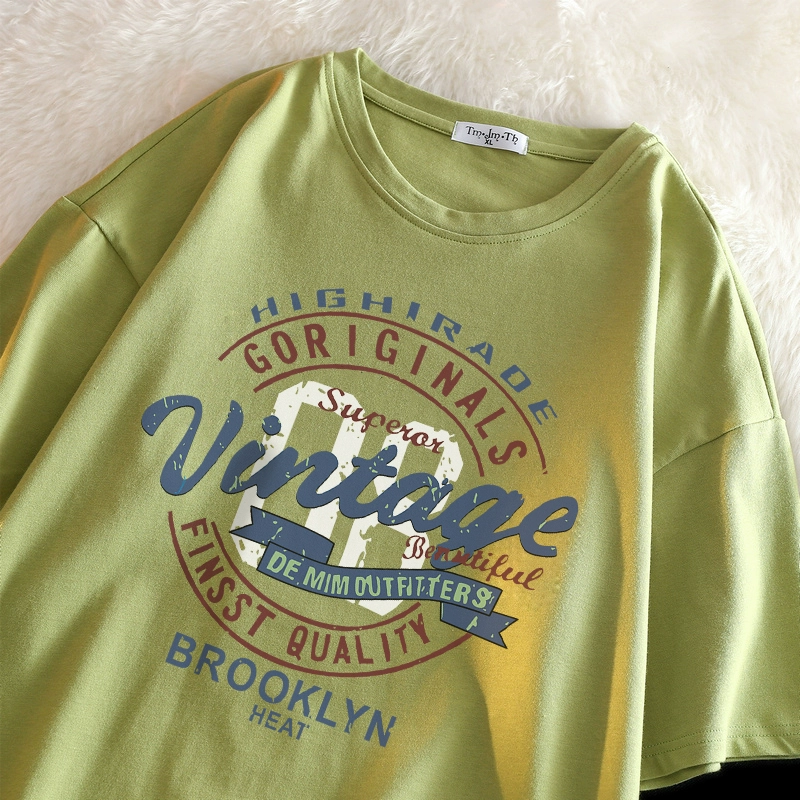 Tm•Jm•Th
XL
HIGHIRADE
GORIGINALS
Superor
Vintage
Beautiful
DE.MIM OUTFITTERS
FINSST QUALITY
BROOKLYN
HEAT